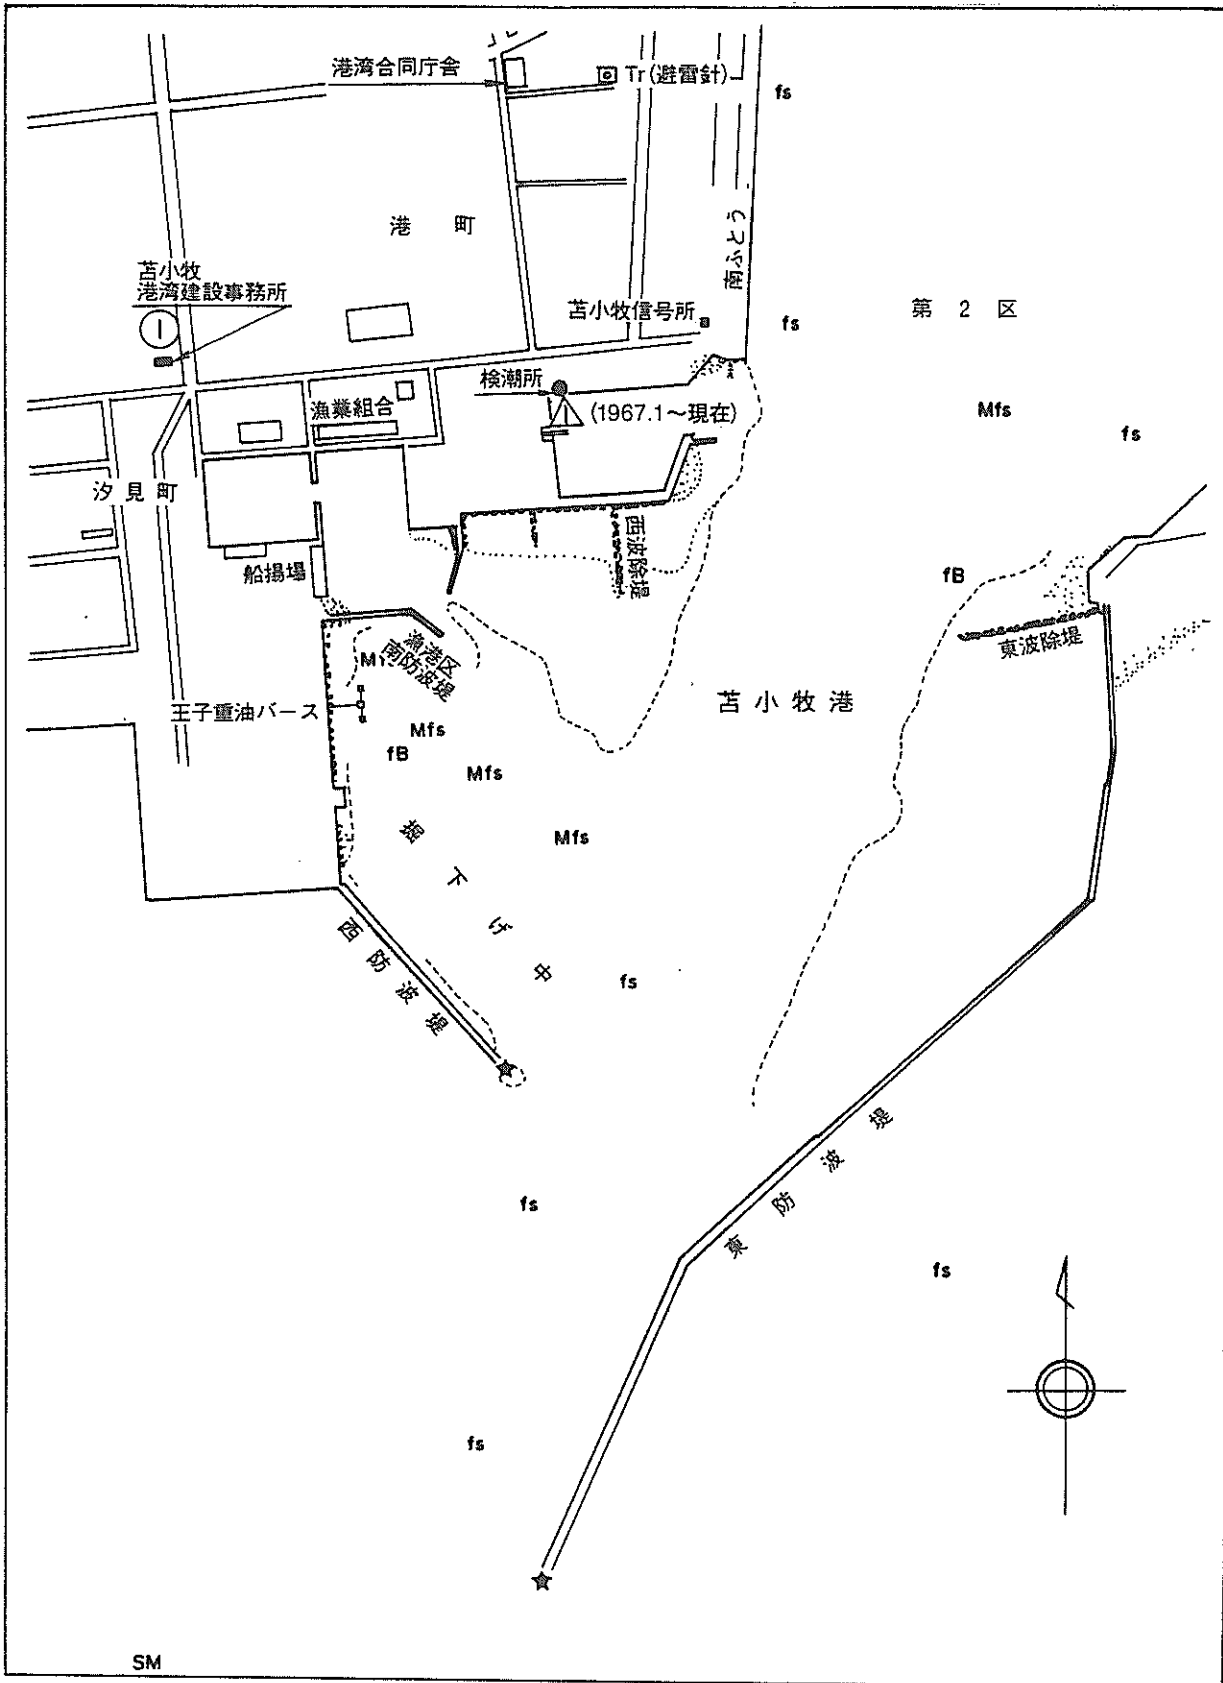 港湾合同庁舎
Tr(避雷針)
fs
港 町
南ふとう
苫小牧
港湾建設事務所
I
苫小牧信号所
fs
第 2 区
検潮所
I
(1967.1~現在)
漁業組合
Mfs
fs
汐見町
船揚場
西波除堤
fB
東波除堤
漁港区
南防波堤
王子重油バース
苫小牧港
Mfs
fB
Mfs
Mfs
堀下げ中
fs
西防波堤
fs
東防波堤
fs
fs
SM